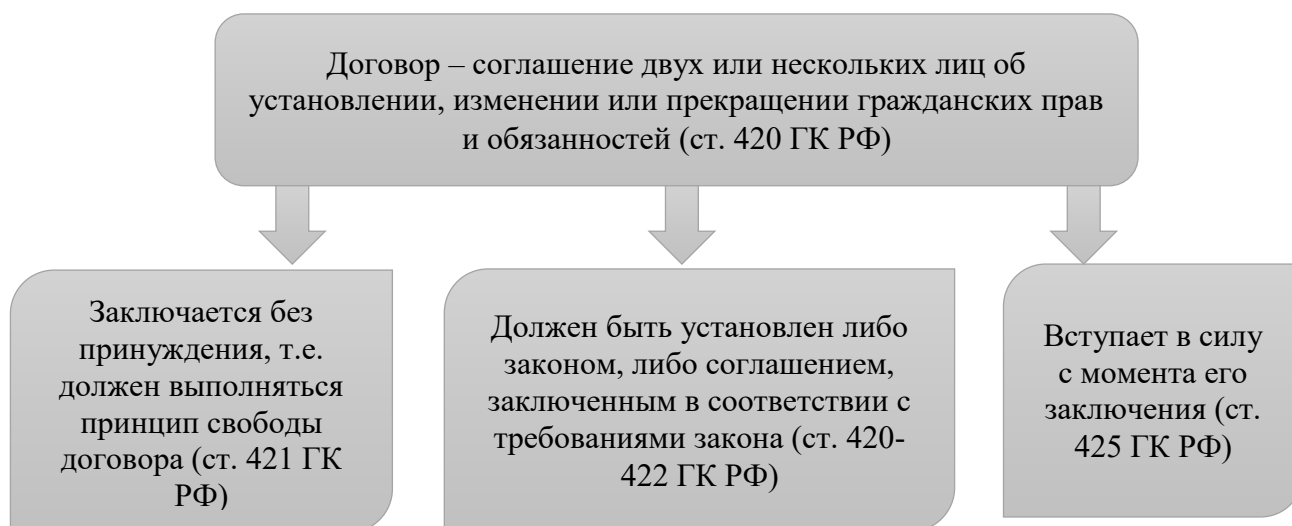 Договор – соглашение двух или нескольких лиц об
установлении, изменении или прекращении гражданских прав
и обязанностей (ст. 420 ГК РФ)
Заключается без
принуждения, т.е.
должен выполняться
принцип свободы
договора (ст. 421 ГК
РФ)
Должен быть установлен либо
законом, либо соглашением,
заключенным в соответствии с
требованиями закона (ст. 420-
422 ГК РФ)
Вступает в силу
с момента его
заключения (ст.
425 ГК РФ)